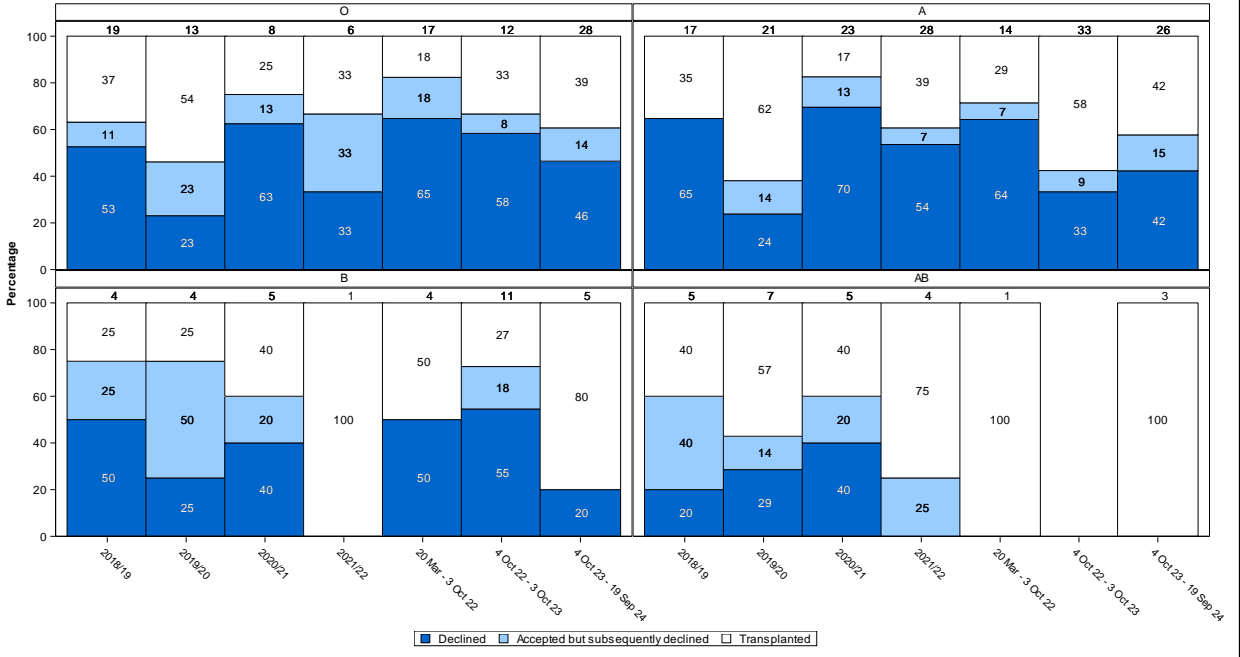 O A
19 13 8 6 17 12 28 17 21 23 28 14 33 26
100
37 54 25 33 18 33 39 35 62 17 39 29 58 42
80
11 23 13 33 18 8 14 14 13 7 7 9 15
60
40
53 23 63 33 65 58 46 65 24 70 54 64 33 42
20
0
Percentage
B AB
4 4 5 1 4 11 5 5 7 5 4 1 3
100
25 25 40 100 50 27 80 40 57 40 75 100 100
80
25 50 20 18 40 14 20 25
60
40
50 25 40 50 55 20 20 29 40
20
0
2018/19 2019/20 2020/21 2021/22 20 Mar - 3 Oct 22 4 Oct 22 - 3 Oct 23 4 Oct 23 - 19 Sep 24 2018/19 2019/20 2020/21 2021/22 20 Mar - 3 Oct 22 4 Oct 22 - 3 Oct 23 4 Oct 23 - 19 Sep 24
Declined Accepted but subsequently declined Transplanted